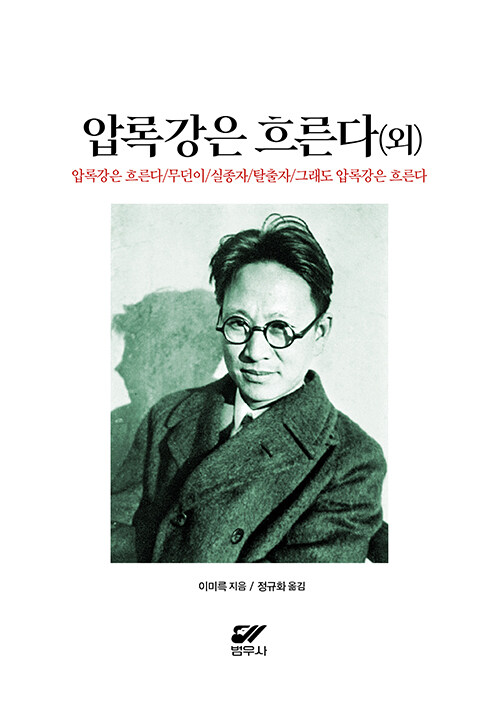 압록강은 흐른다(외)
압록강은 흐른다/무던이/실종자/탈출자/그래도 압록강은 흐른다
이미륵 지음 / 정규화 옮김
범우사